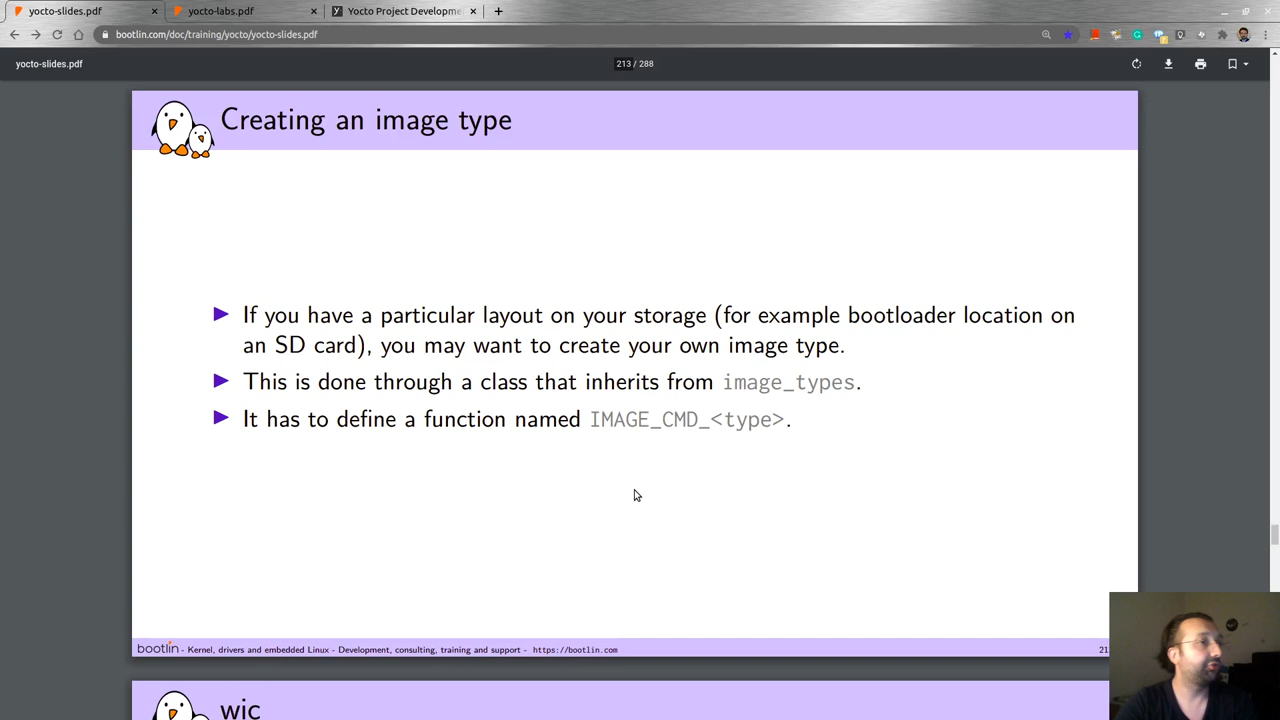 yocto-slides.pdf
yocto-labs.pdf
Yocto Project Developme
bootlin.com/doc/training/yocto/yocto-slides.pdf
yocto-slides.pdf
213 / 288
Creating an image type
If you have a particular layout on your storage (for example bootloader location on
an SD card), you may want to create your own image type.
This is done through a class that inherits from image_types.
It has to define a function named IMAGE_CMD_<type>.
bootlin - Kernel, drivers and embedded Linux - Development, consulting, training and support - https://bootlin.com
21
wic